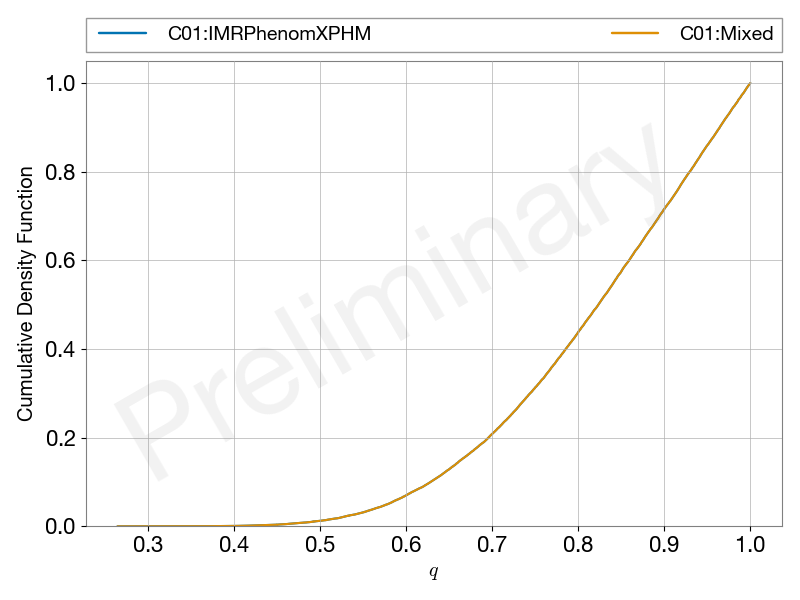 C01:IMRPhenomXPHM C01:Mixed
1.0
0.8
0.6
0.4
0.2
0.0
Cumulative Density Function
Preliminary
0.3 0.4 0.5 0.6 0.7 0.8 0.9 1.0
q